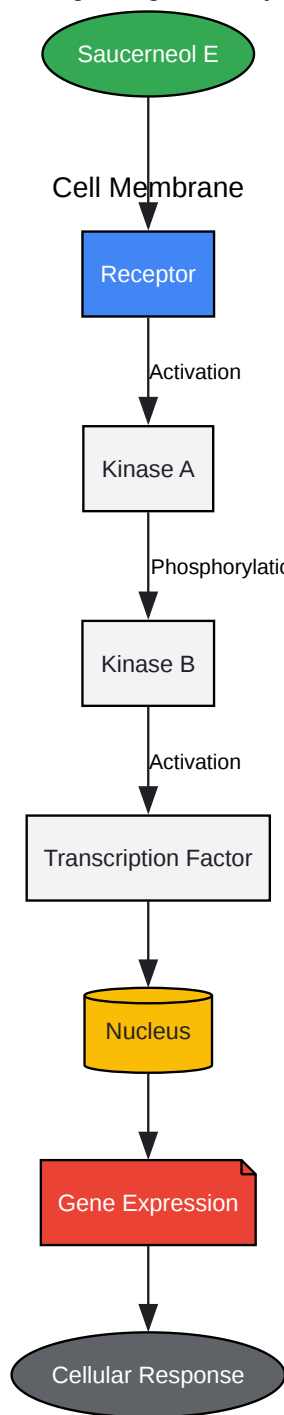 Saucerneol E
Cell Membrane
Receptor
Activation
Kinase A
Kinase B
Activation
Transcription Factor
Nucleus
Gene Expression
Cellular Response